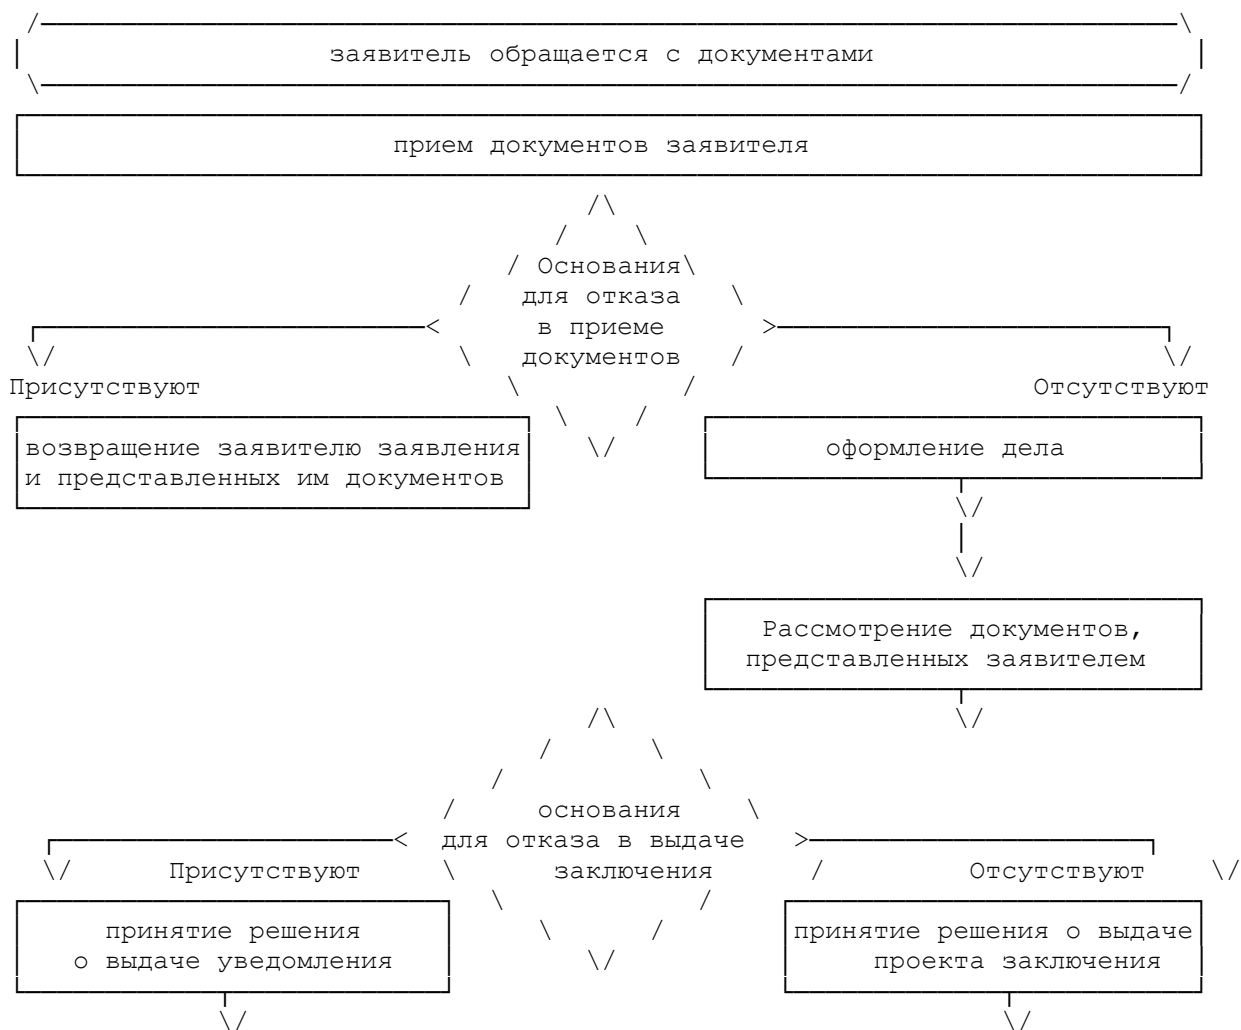 заявитель обращается с документами
прием документов заявителя
Основания
для отказа
в приеме
документов
Присутствуют
Отсутствуют
возвращение заявителю заявления
и представленных им документов
оформление дела
Рассмотрение документов,
представленных заявителем
основания
для отказа в выдаче
заключения
Присутствуют
Отсутствуют
принятие решения
о выдаче уведомления
принятие решения о выдаче
проекта заключения